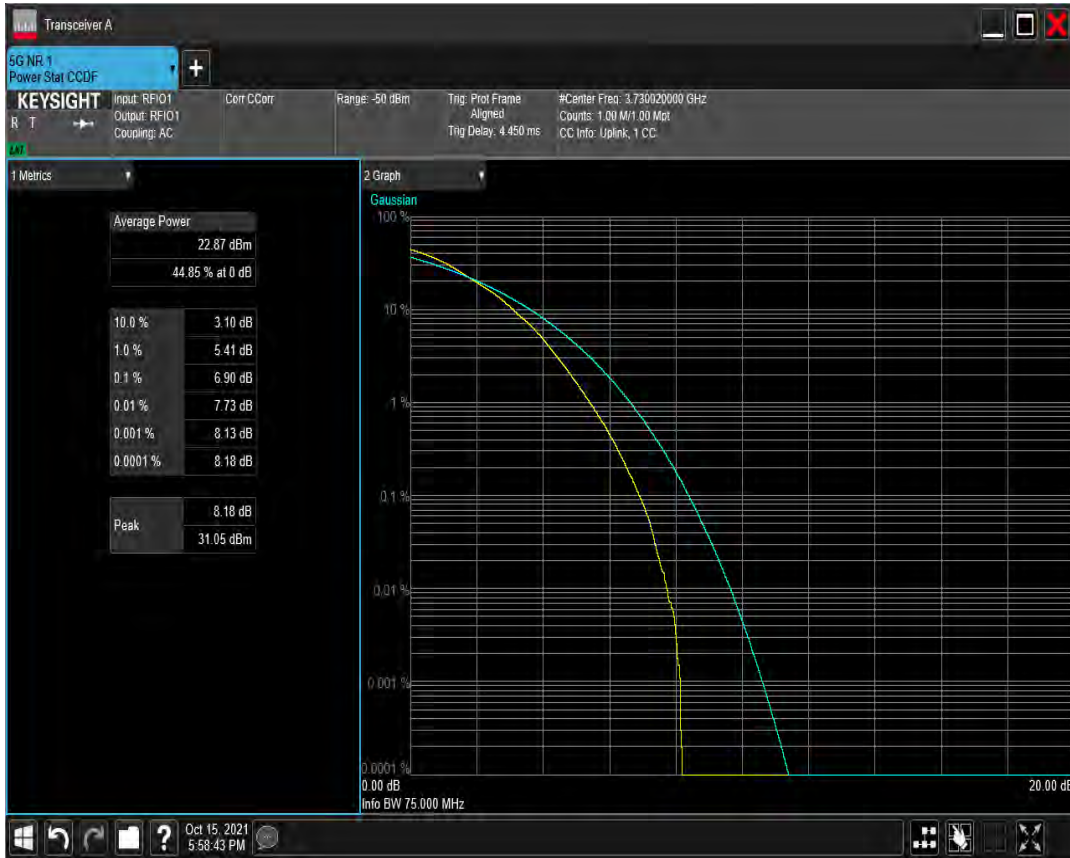 Transceiver A
5G NR 1
Power Stat CCDF
+
KEYSIGHT
R T
LXI
Input: RFIO1
Output: RFIO1
Coupling: AC
Corr CCorr
Range: -50 dBm
Trig: Prot Frame
Aligned
Trig Delay: 4.450 ms
#Center Freq: 3.730020000 GHz
Counts: 1.00 M/1.00 Mpt
CC Info: Uplink, 1 CC
1 Metrics
Average Power
22.87 dBm
44.85 % at 0 dB
10.0 % 3.10 dB
1.0 % 5.41 dB
0.1 % 6.90 dB
0.01 % 7.73 dB
0.001 % 8.13 dB
0.0001 % 8.18 dB
Peak
8.18 dB
31.05 dBm
2 Graph
Gaussian
100 %
10 %
1 %
0.1 %
0.01 %
0.001 %
0.0001 %
0.00 dB
20.00 dB
Info BW 75.000 MHz
?
Oct 15, 2021
5:58:43 PM